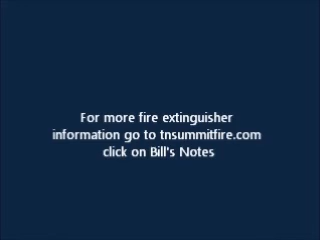 For more fire extinguisher
information go to tnsummitfire.com
click on Bill's Notes